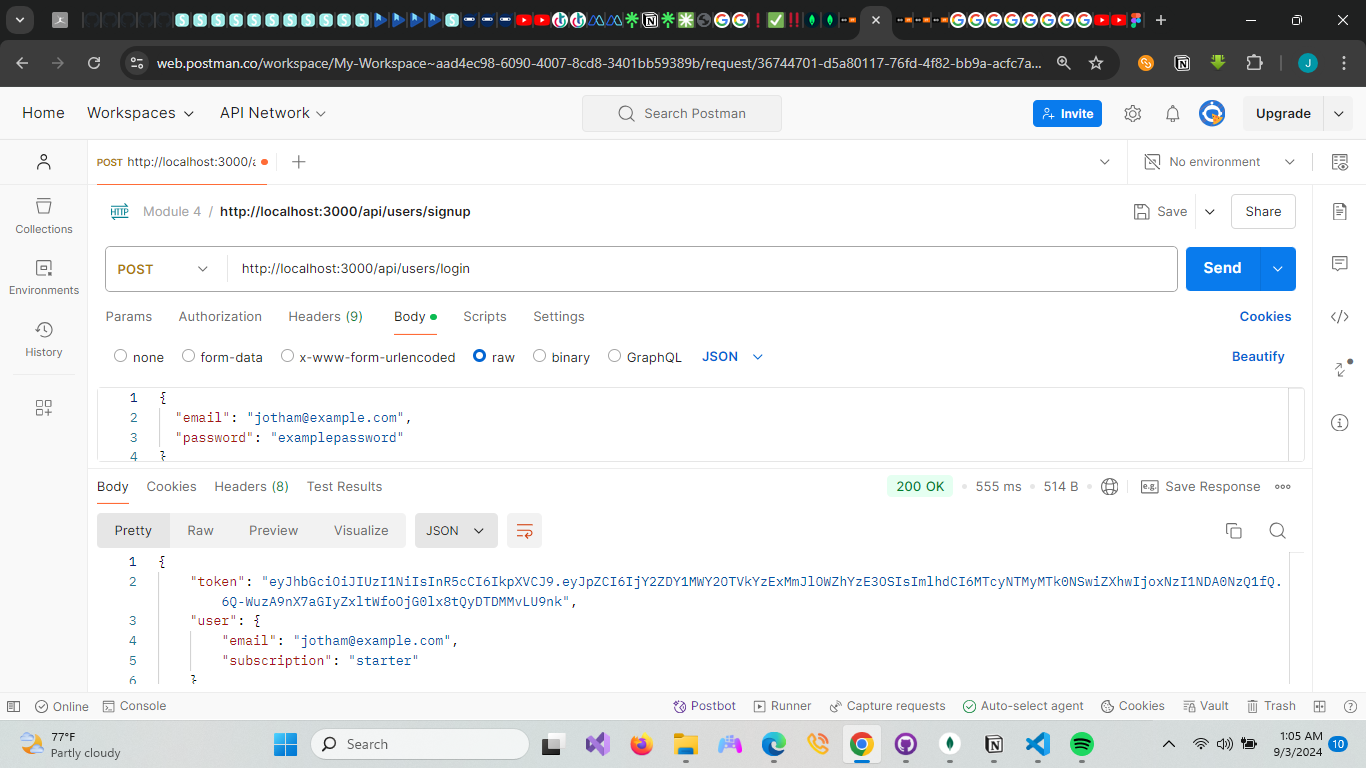 web.postman.co/workspace/My-Workspace~aad4ec98-6090-4007-8cd8-3401bb59389b/request/36744701-d5a80117-76fd-4f82-bb9a-acfc7a...
J
Home Workspaces API Network Search Postman Invite Upgrade
POST http://localhost:3000/a No environment
HTTP Module 4 / http://localhost:3000/api/users/signup Save Share
POST http://localhost:3000/api/users/login Send
Collections
Environments
History
Params Authorization Headers (9) Body Scripts Settings Cookies
none form-data x-www-form-urlencoded raw binary GraphQL JSON Beautify
1 {
2 "email": "jotham@example.com",
3 "password": "examplepassword"
4 }
Body Cookies Headers (8) Test Results 200 OK 555 ms 514 B e.g. Save Response
Pretty Raw Preview Visualize JSON
1 {
2 "token": "eyJhbGciOiJIUzI1NiIsInR5cCI6IkpXVCJ9.eyJpZCI6IjY2ZDY1MWY2OTVkYzExMmJlOWZhYzE3OSIsImlhdCI6MTcyNTMyMTk0NSwiZXhwIjoxNzI1NDA0NzQ1fQ.
6Q-WuzA9nX7aGIyZxltWfoOjG0lx8tQyDTDMMvLU9nk",
3 "user": {
4 "email": "jotham@example.com",
5 "subscription": "starter"
6 }
Online Console Postbot Runner Capture requests Auto-select agent Cookies Vault Trash
77°F
Partly cloudy
Search
1:05 AM
9/3/2024
10